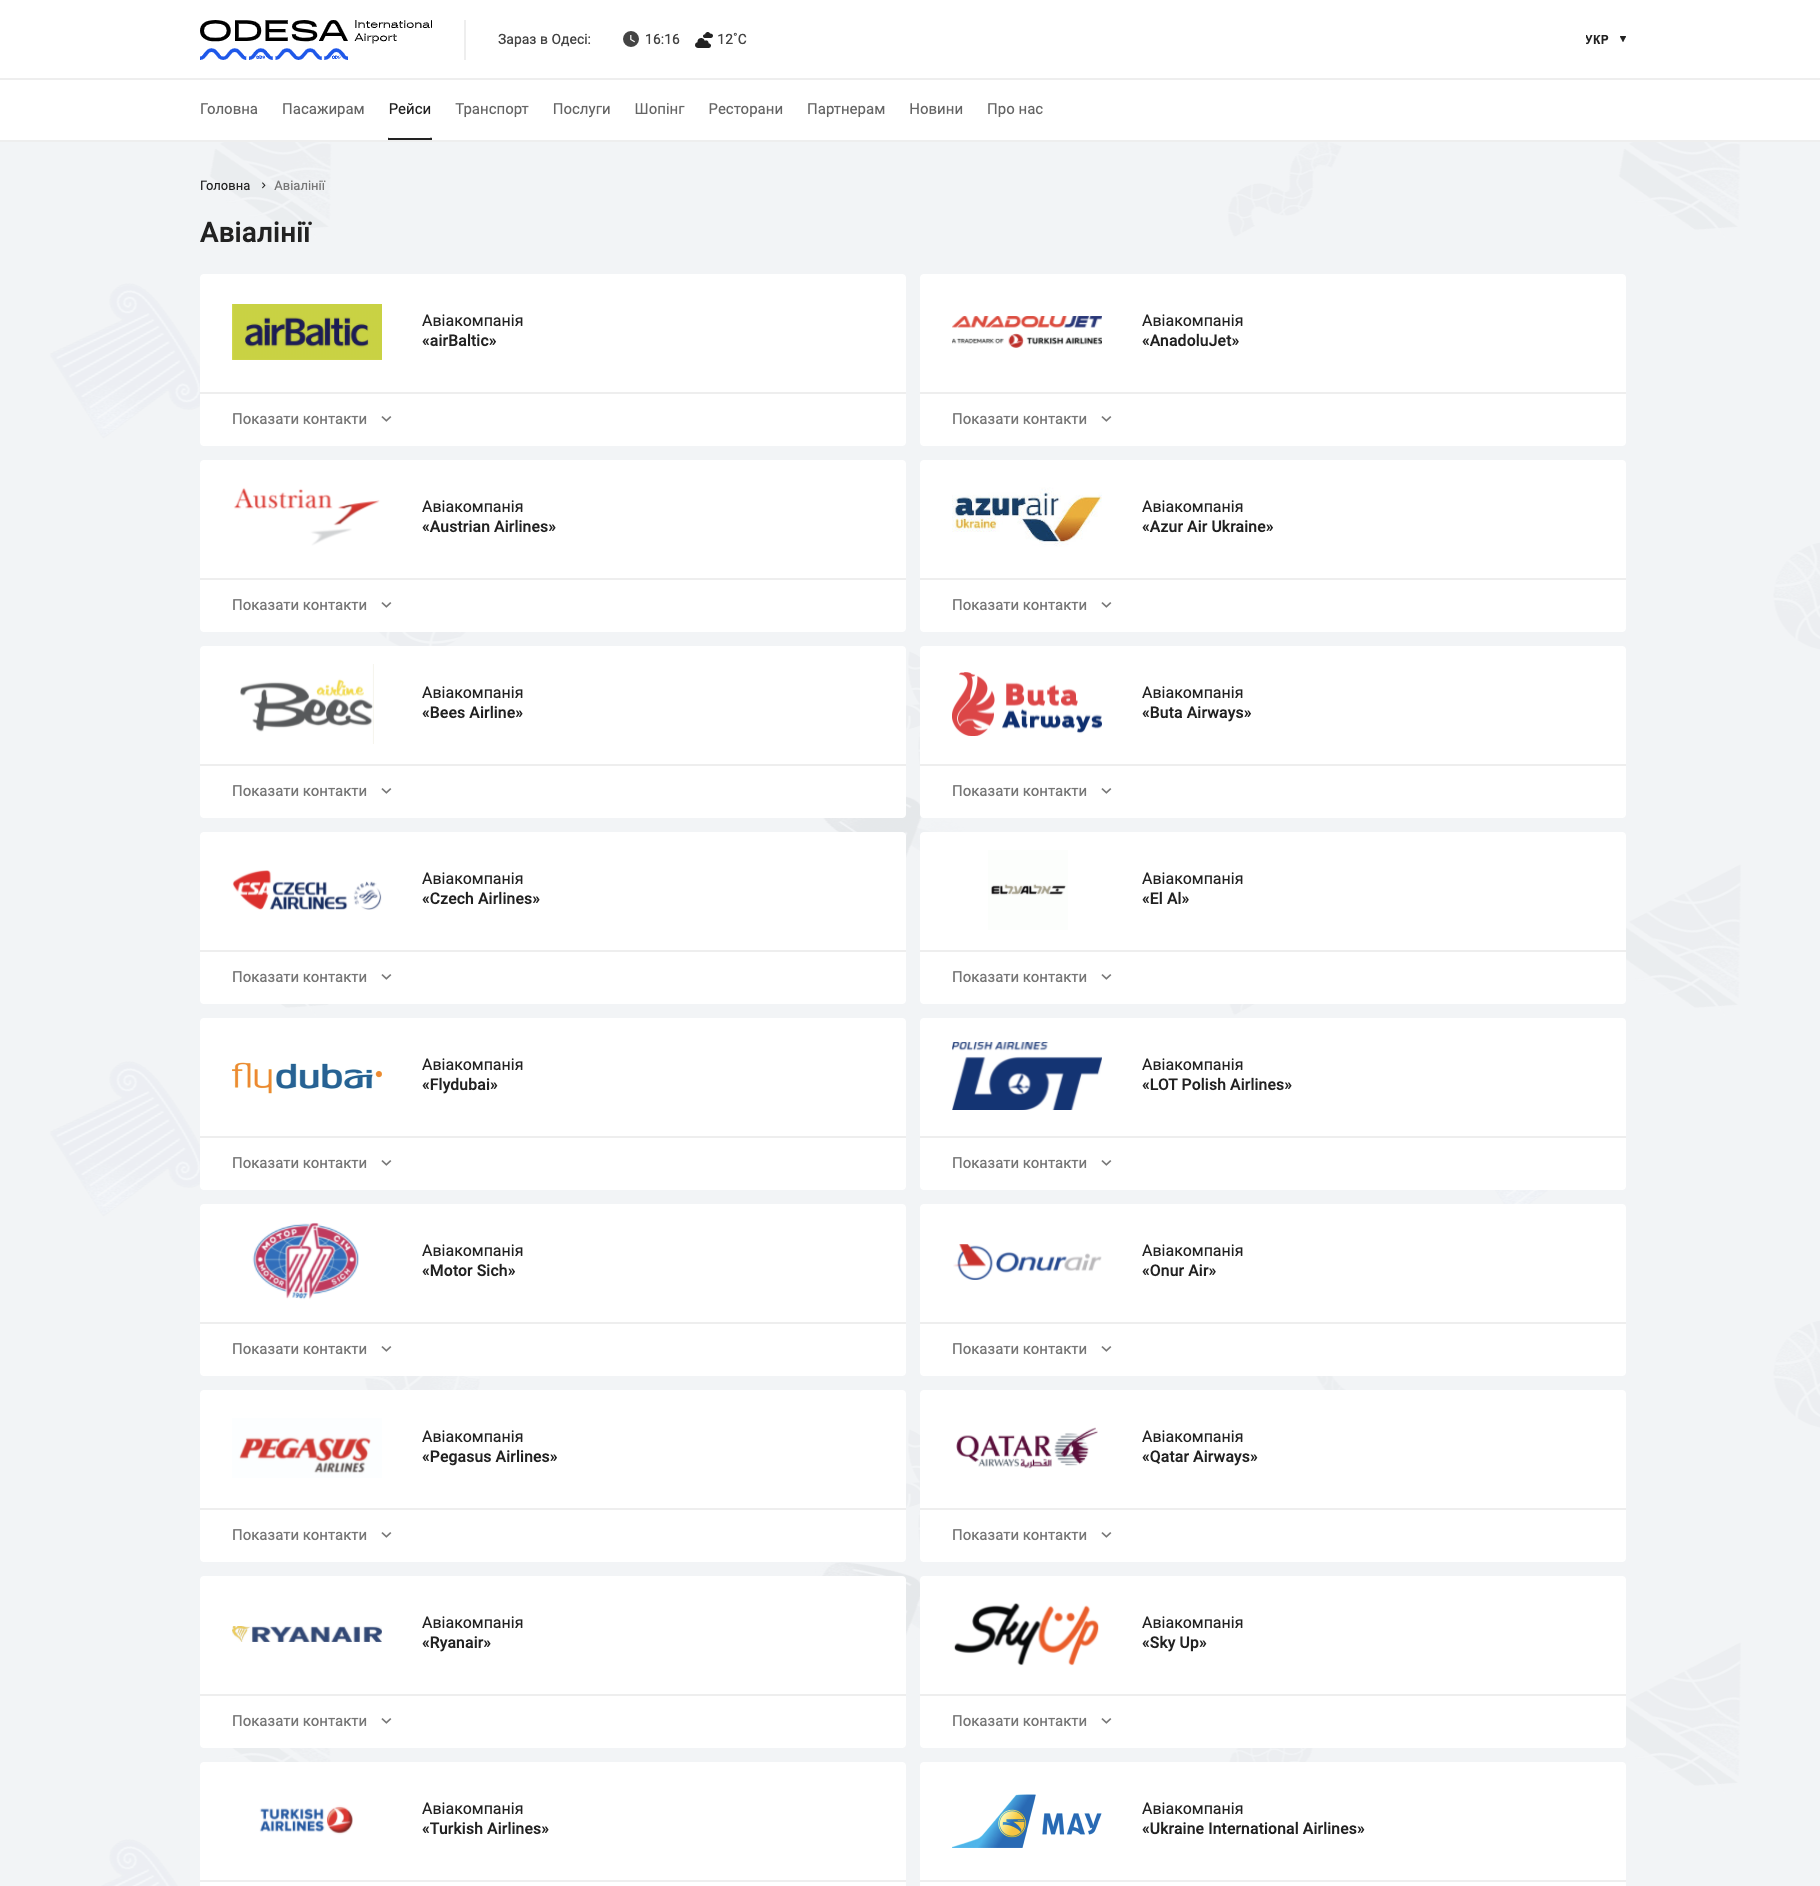 ODESA International
Airport
Зараз в Одесі: 16:16 12°C
УКР
Головна Пасажирам Рейси Транспорт Послуги Шопінг Ресторани Партнерам Новини Про нас
Головна Авіалінії
Авіалінії
airBaltic
Авіакомпанія
«airBaltic»
Показати контакти
ANADOLUJET
A TRADEMARK OF TURKISH AIRLINES
Авіакомпанія
«AnadoluJet»
Показати контакти
Austrian
Авіакомпанія
«Austrian Airlines»
Показати контакти
azurair
Ukraine
Авіакомпанія
«Azur Air Ukraine»
Показати контакти
airline
Bees
Авіакомпанія
«Bees Airline»
Показати контакти
Buta
Airways
Авіакомпанія
«Buta Airways»
Показати контакти
CSA CZECH
AIRLINES
Авіакомпанія
«Czech Airlines»
Показати контакти
EL AL אל על
Авіакомпанія
«El Al»
Показати контакти
flydubai
Авіакомпанія
«Flydubai»
Показати контакти
POLISH AIRLINES
LOT
Авіакомпанія
«LOT Polish Airlines»
Показати контакти
МОТОР СІЧ
MOTOR SICH
1907
Авіакомпанія
«Motor Sich»
Показати контакти
Onurair
Авіакомпанія
«Onur Air»
Показати контакти
PEGASUS
AIRLINES
Авіакомпанія
«Pegasus Airlines»
Показати контакти
QATAR
AIRWAYS القطرية
Авіакомпанія
«Qatar Airways»
Показати контакти
RYANAIR
Авіакомпанія
«Ryanair»
Показати контакти
SkyUp
Авіакомпанія
«Sky Up»
Показати контакти
TURKISH
AIRLINES
Авіакомпанія
«Turkish Airlines»
МАУ
Авіакомпанія
«Ukraine International Airlines»